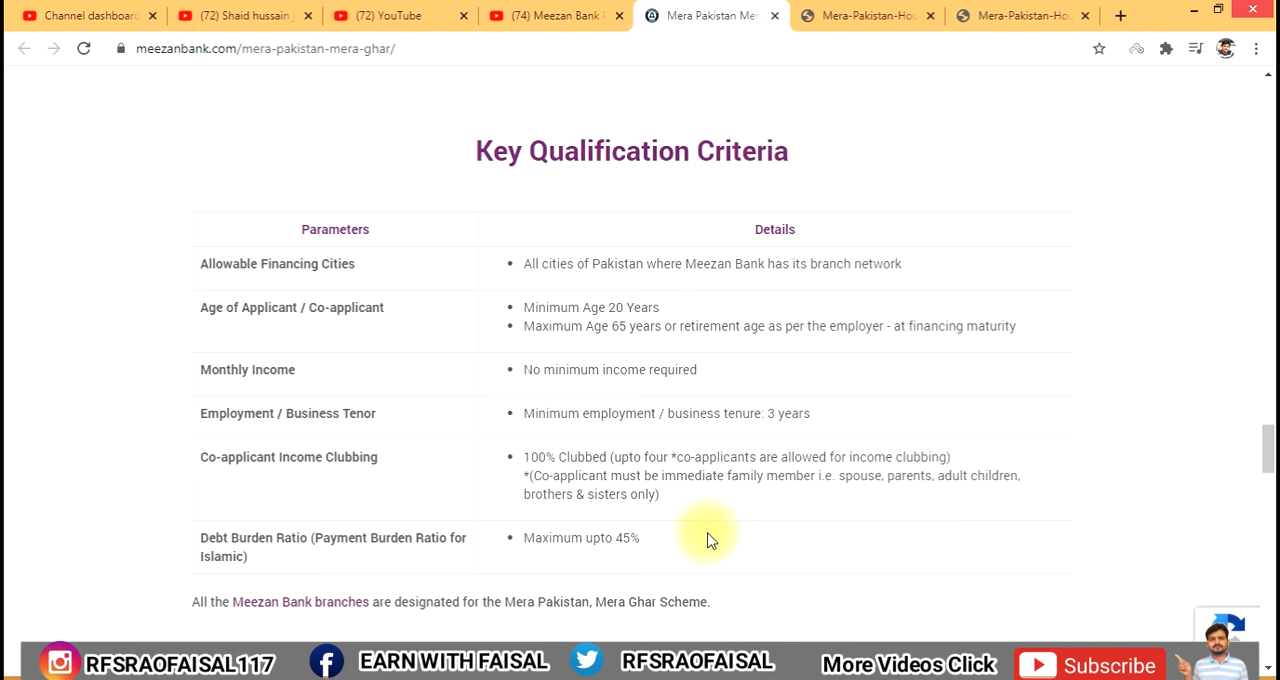 Channel dashboard
(72) Shaid hussain
(72) YouTube
(74) Meezan Bank
Mera Pakistan Mer
Mera-Pakistan-Hou
Mera-Pakistan-Hou
meezanbank.com/mera-pakistan-mera-ghar/
Key Qualification Criteria
Parameters Details
Allowable Financing Cities • All cities of Pakistan where Meezan Bank has its branch network
Age of Applicant / Co-applicant • Minimum Age 20 Years
• Maximum Age 65 years or retirement age as per the employer - at financing maturity
Monthly Income • No minimum income required
Employment / Business Tenor • Minimum employment / business tenure: 3 years
Co-applicant Income Clubbing • 100% Clubbed (upto four *co-applicants are allowed for income clubbing)
*(Co-applicant must be immediate family member i.e. spouse, parents, adult children,
brothers & sisters only)
Debt Burden Ratio (Payment Burden Ratio for • Maximum upto 45%
Islamic)
All the Meezan Bank branches are designated for the Mera Pakistan, Mera Ghar Scheme.
RFSRAOFAISAL117 EARN WITH FAISAL RFSRAOFAISAL More Videos Click Subscribe